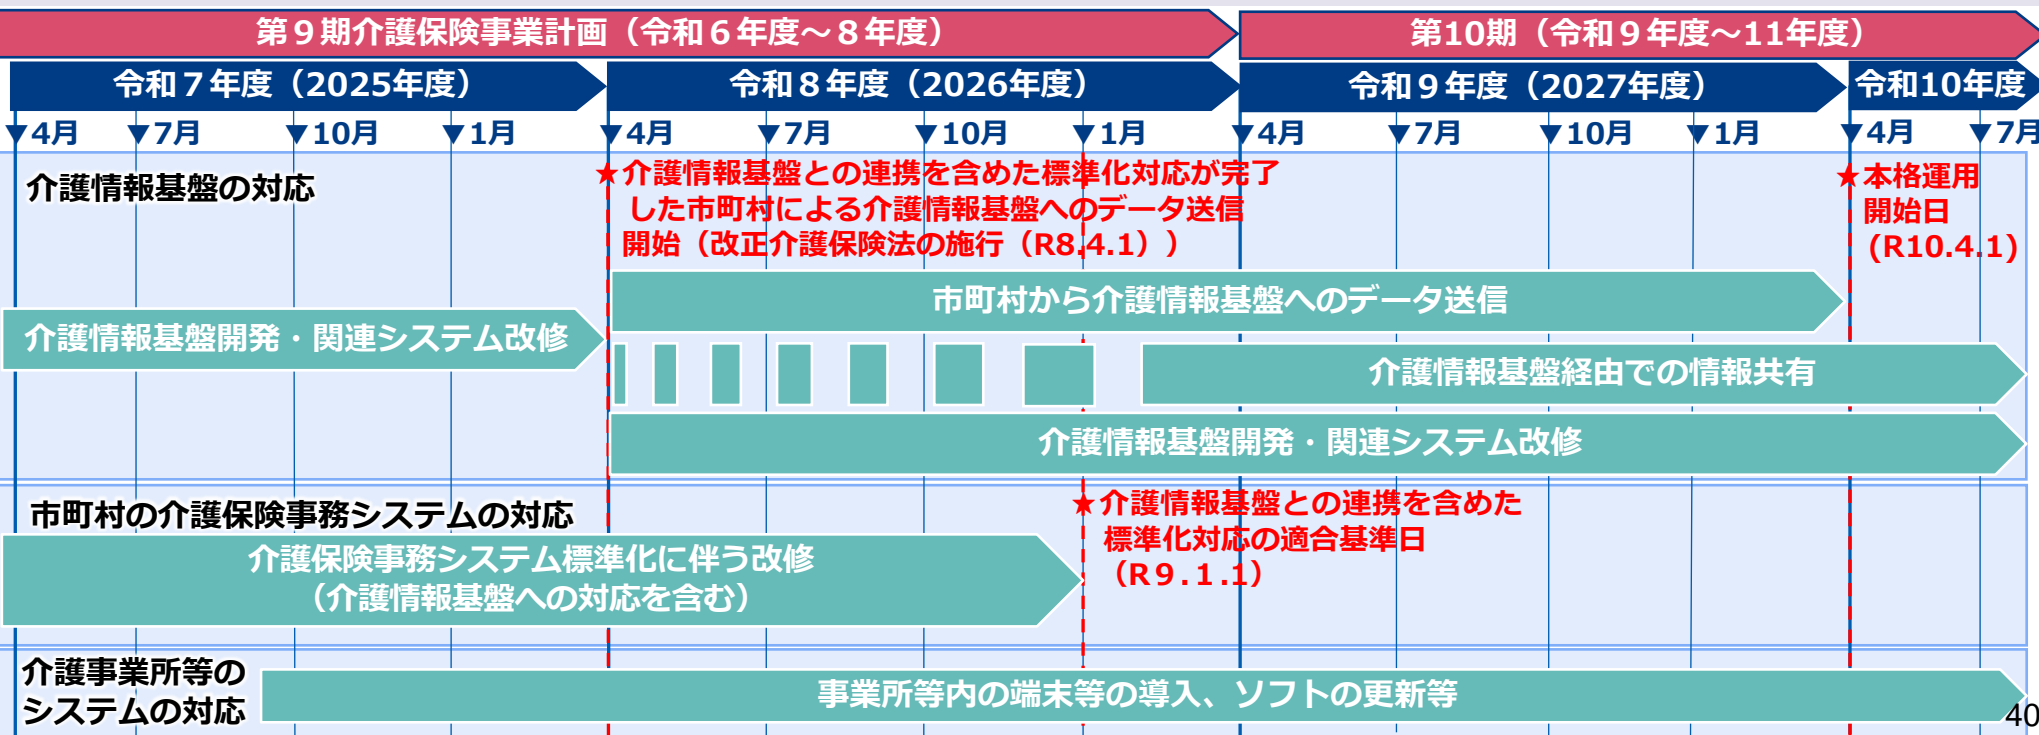 第９期介護保険事業計画（令和６年度～８年度）
第10期（令和９年度～11年度）
令和７年度（2025年度）
令和８年度（2026年度）
令和９年度（2027年度）
令和10年度
▼4月
▼7月
▼10月
▼1月
▼4月
▼7月
▼10月
▼1月
▼4月
▼7月
▼10月
▼1月
▼4月
▼7月
介護情報基盤の対応
★介護情報基盤との連携を含めた標準化対応が完了
した市町村による介護情報基盤へのデータ送信
開始（改正介護保険法の施行（R8.4.1））
★本格運用
開始日
(R10.4.1)
市町村から介護情報基盤へのデータ送信
介護情報基盤開発・関連システム改修
介護情報基盤経由での情報共有
介護情報基盤開発・関連システム改修
市町村の介護保険事務システムの対応
★介護情報基盤との連携を含めた
標準化対応の適合基準日
（R９.１.１）
介護保険事務システム標準化に伴う改修
（介護情報基盤への対応を含む）
介護事業所等の
システムの対応
事業所等内の端末等の導入、ソフトの更新等
40